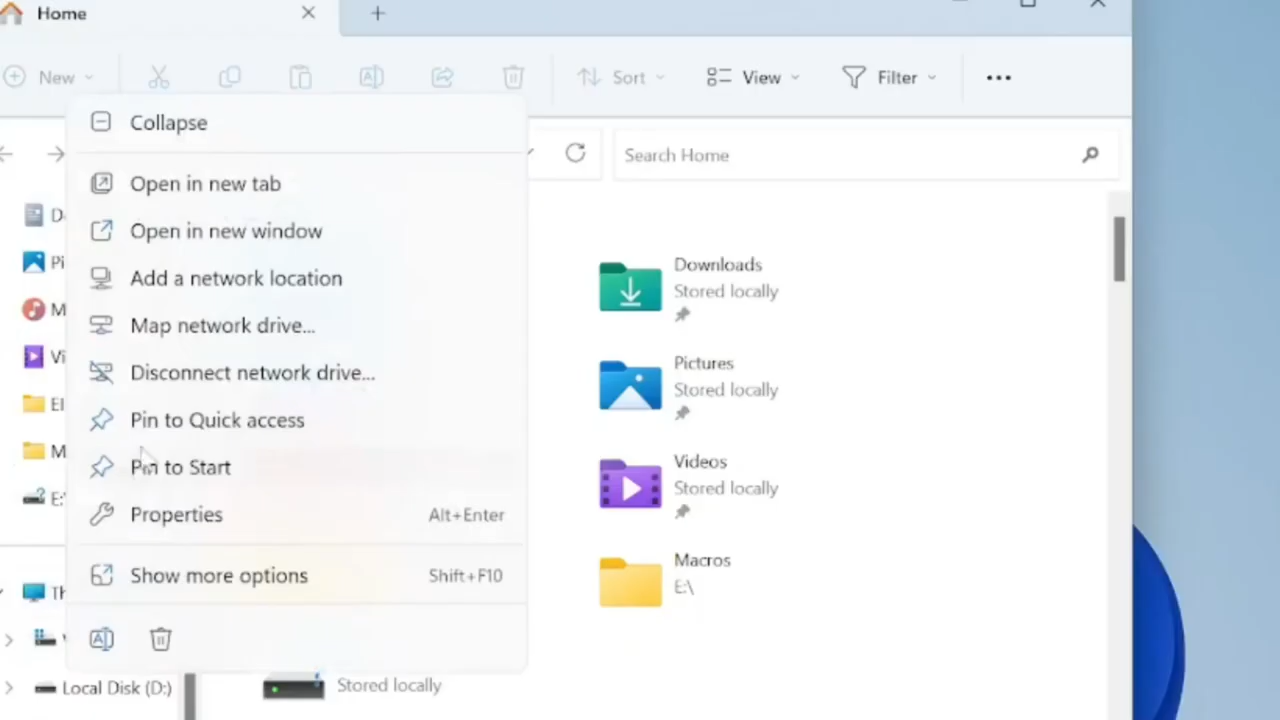 Home
New
Sort
View
Filter
Collapse
Search Home
Open in new tab
Open in new window
Add a network location
Map network drive...
Disconnect network drive...
Pin to Quick access
Pin to Start
Properties Alt+Enter
Show more options Shift+F10
Local Disk (D:)
Downloads
Stored locally
Pictures
Stored locally
Videos
Stored locally
Macros
E:\
Stored locally